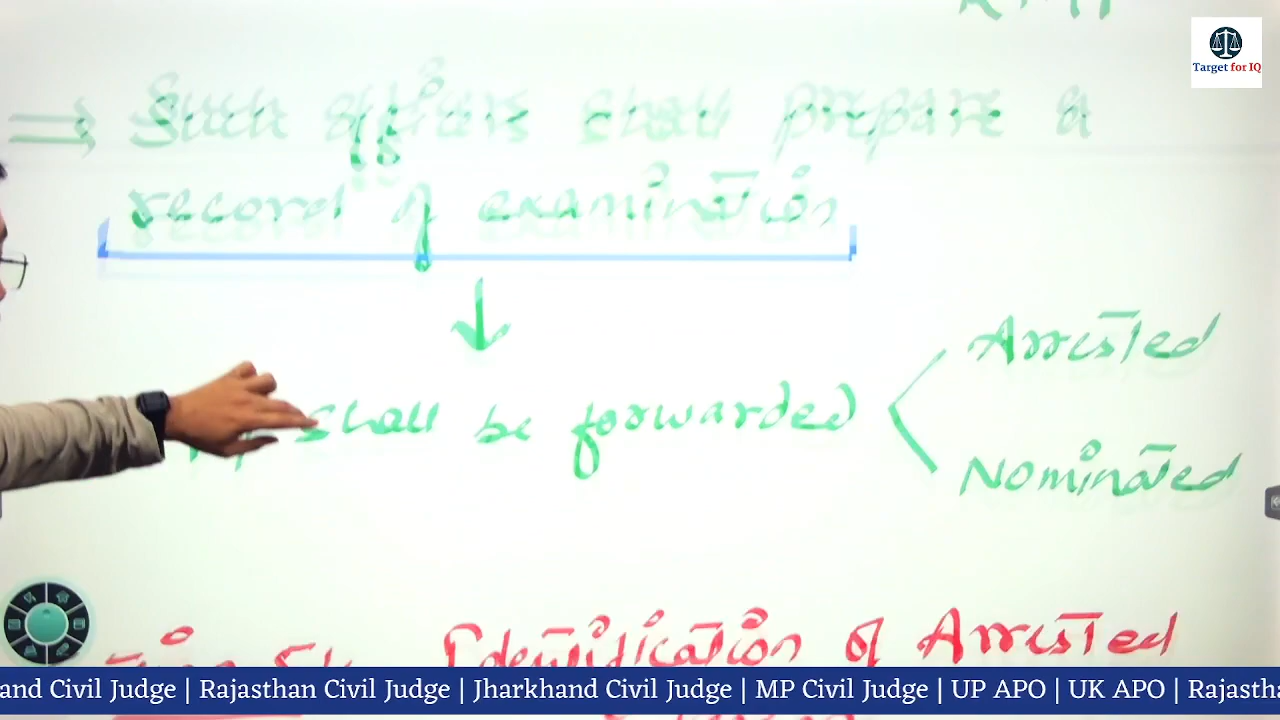 Target for IQ
⇒ Such officers shall prepare a
record of examination
↓
shall be forwarded
Arrested
Nominated
Identification of Arrested
and Civil Judge | Rajasthan Civil Judge | Jharkhand Civil Judge | MP Civil Judge | UP APO | UK APO | Rajastha